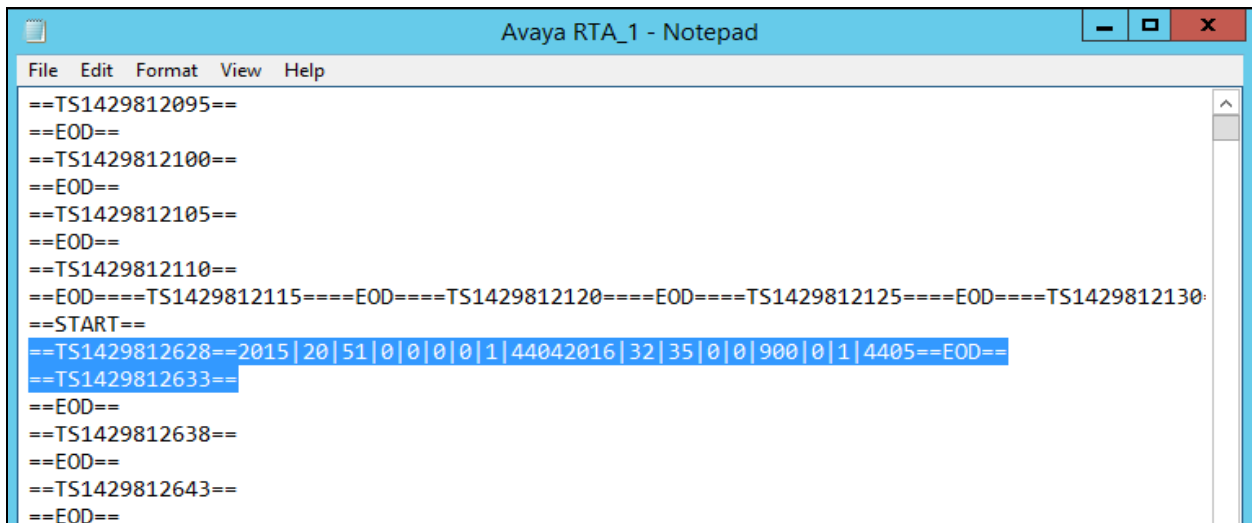 Avaya RTA_1 - Notepad
File Edit Format View Help
==TS1429812095==
==EOD==
==TS1429812100==
==EOD==
==TS1429812105==
==EOD==
==TS1429812110==
==EOD====TS1429812115====EOD====TS1429812120====EOD====TS1429812125====EOD====TS1429812130=
==START==
==TS1429812628==2015|20|51|0|0|0|0|1|44042016|32|35|0|0|900|0|1|4405==EOD==
==TS1429812633==
==EOD==
==TS1429812638==
==EOD==
==TS1429812643==
==EOD==